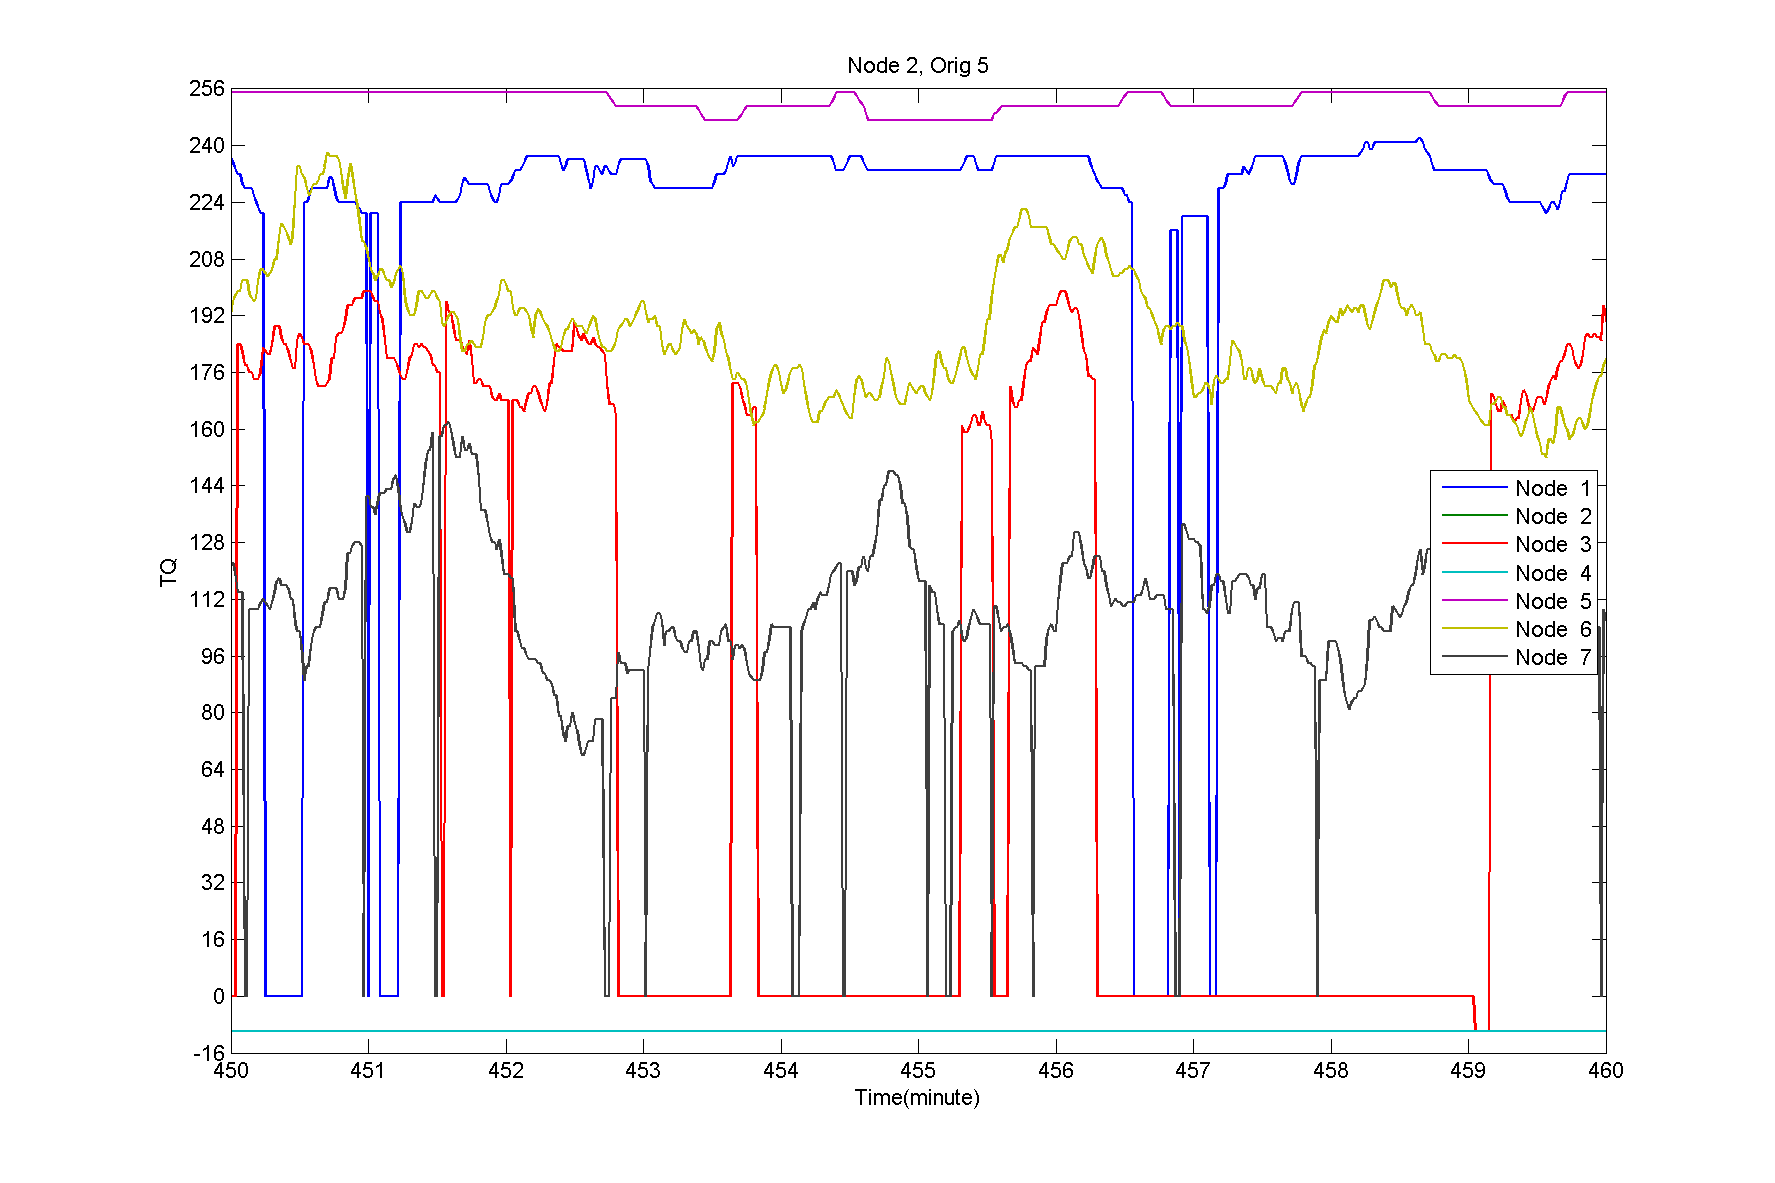 Node 2, Orig 5
256
240
224
208
192
176
160
144
128
112
96
80
64
48
32
16
0
-16
TQ
Node 1
Node 2
Node 3
Node 4
Node 5
Node 6
Node 7
450 451 452 453 454 455 456 457 458 459 460
Time(minute)